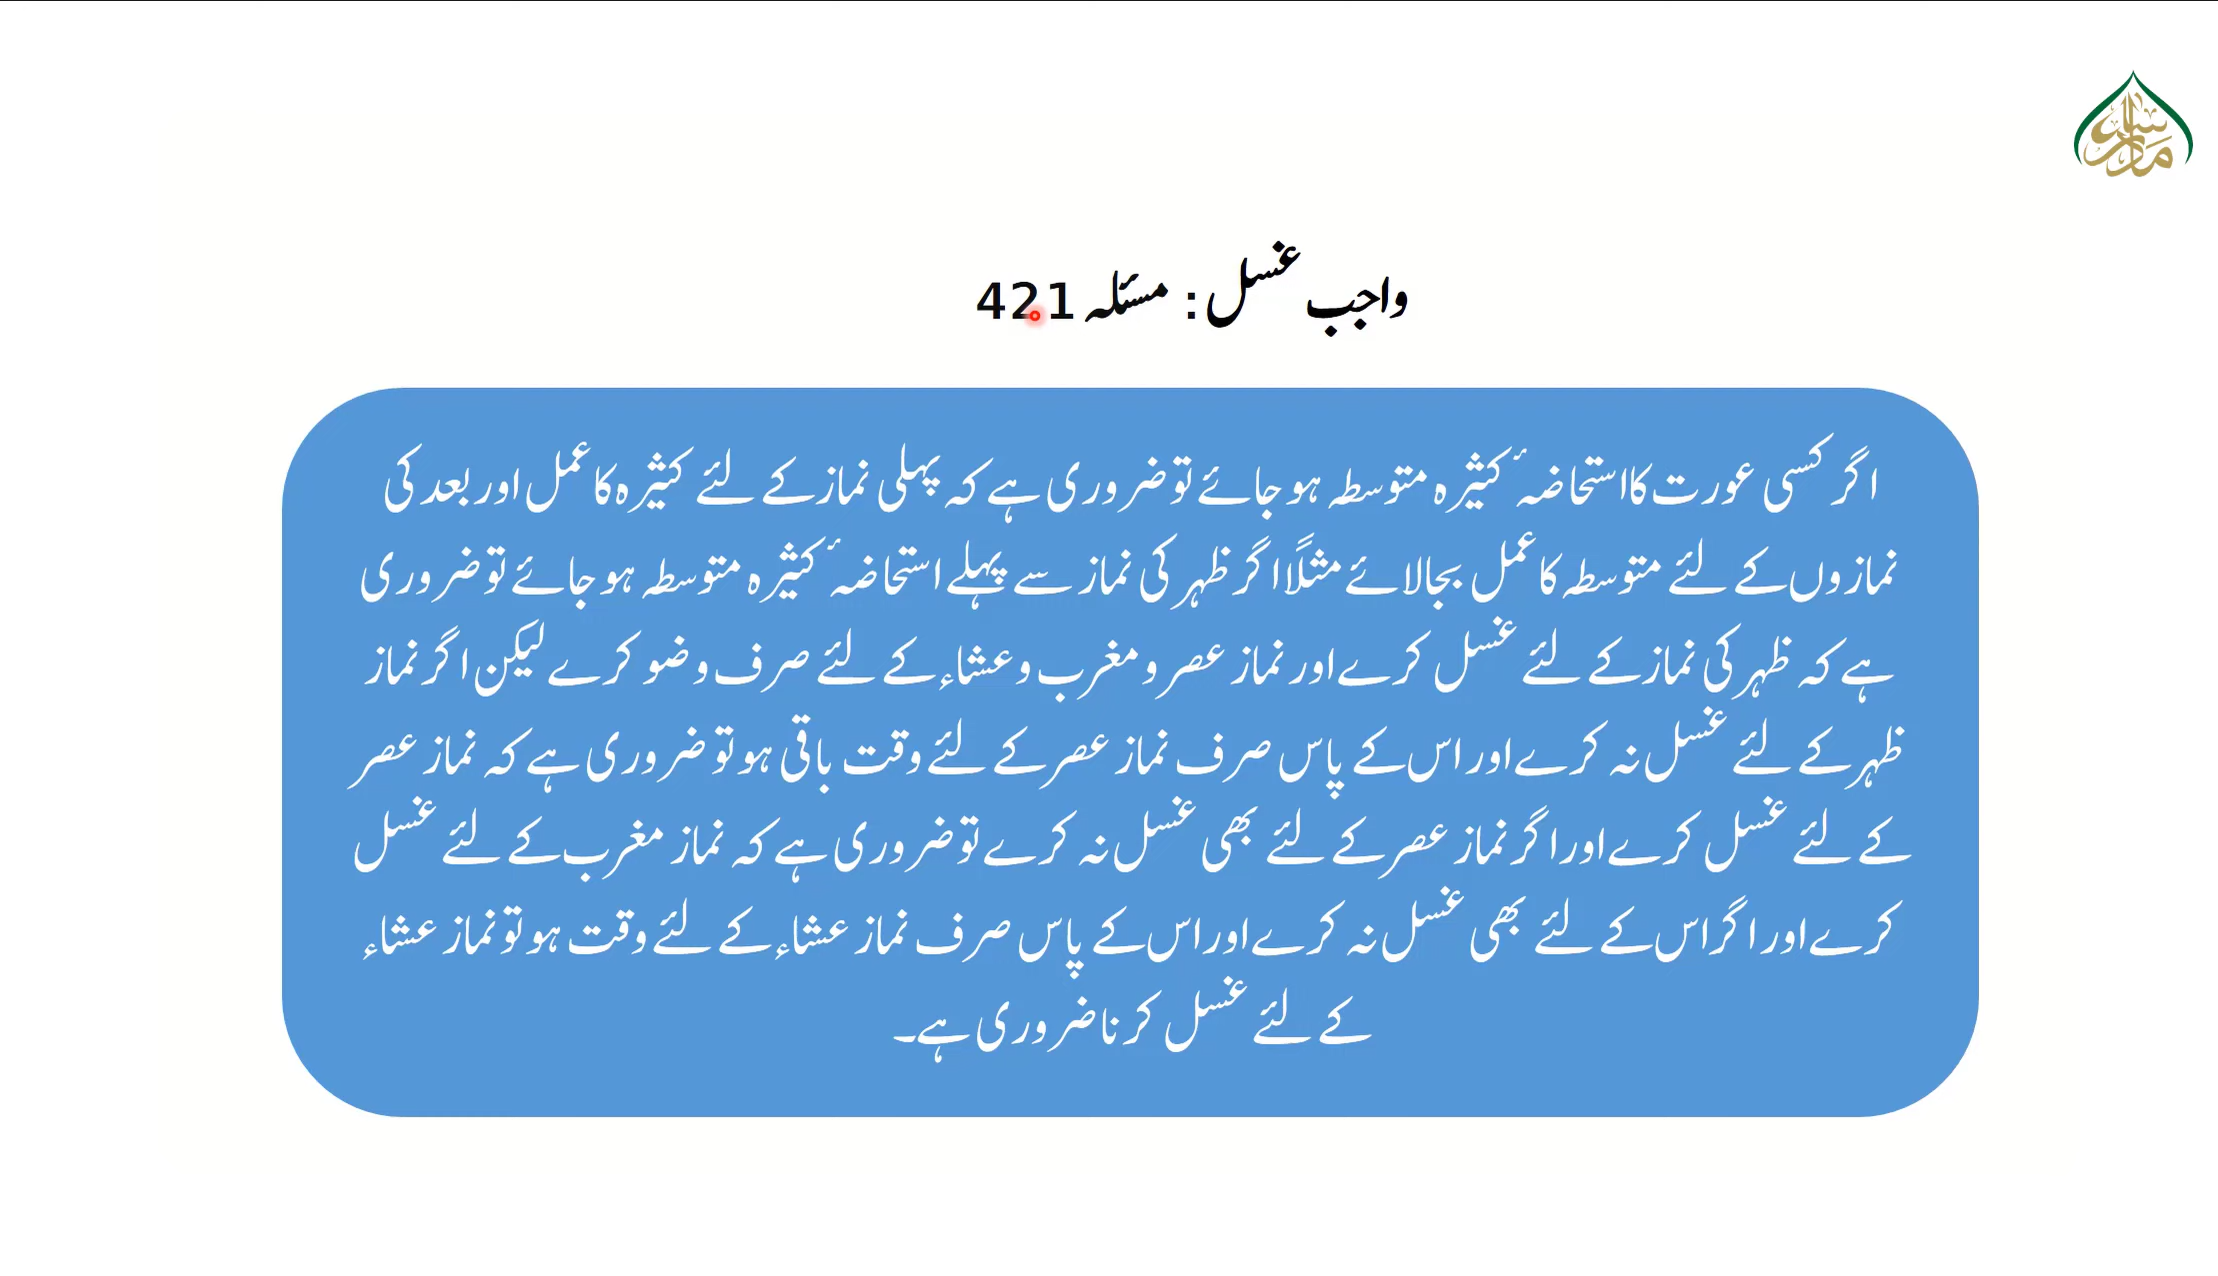 واجب غسل: مسئلہ 421
اگر کسی عورت کا استحاضہٴ کثیرہ متوسطہ ہو جائے تو ضروری ہے کہ پہلی نماز کے لئے کثیرہ کا عمل اور بعد کی
نمازوں کے لئے متوسطہ کا عمل بجالائے مثلًا اگر ظہر کی نماز سے پہلے استحاضہٴ کثیرہ متوسطہ ہو جائے تو ضروری
ہے کہ ظہر کی نماز کے لئے غسل کرے اور نماز عصر و مغرب و عشاء کے لئے صرف وضو کرے لیکن اگر نماز
ظہر کے لئے غسل نہ کرے اور اس کے پاس صرف نماز عصر کے لئے وقت باقی ہو تو ضروری ہے کہ نماز عصر
کے لئے غسل کرے اور اگر نماز عصر کے لئے بھی غسل نہ کرے تو ضروری ہے کہ نماز مغرب کے لئے غسل
کرے اور اگر اس کے لئے بھی غسل نہ کرے اور اس کے پاس صرف نماز عشاء کے لئے وقت ہو تو نماز عشاء
کے لئے غسل کرنا ضروری ہے۔